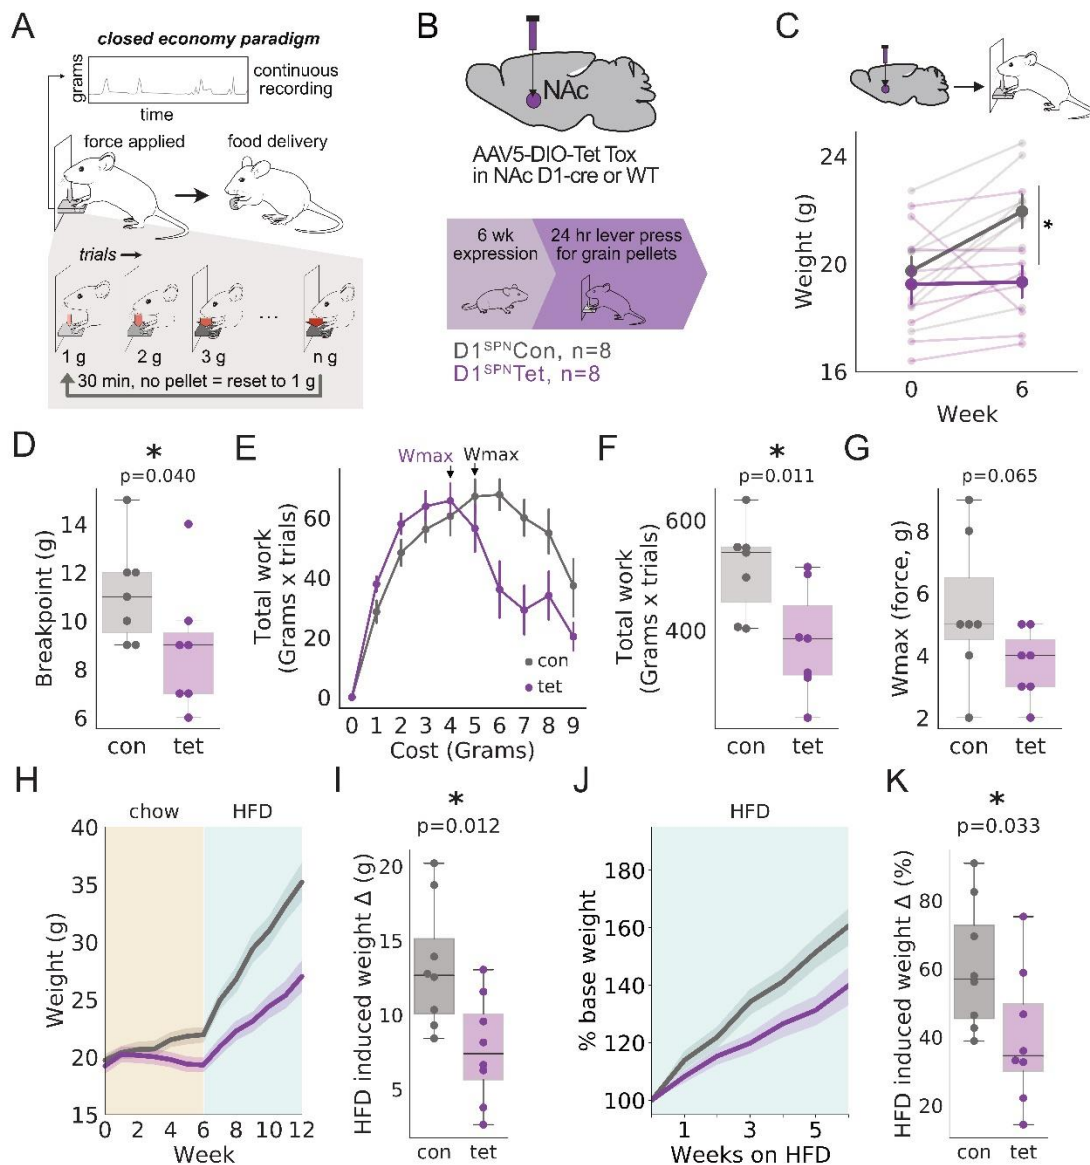 A
closed economy paradigm
grams
continuous
recording
time
force applied
food delivery
trials →
1 g
2 g
3 g
...
n g
30 min, no pellet = reset to 1 g
B
NAc
AAV5-DIO-Tet Tox
in NAc D1-cre or WT
6 wk
expression
24 hr lever press
for grain pellets
D1SPNCon, n=8
D1SPNTet, n=8
C
Weight (g)
24
20
16
*
0
6
Week
D
*
p=0.040
Breakpoint (g)
14
12
10
8
6
con
tet
E
Wmax
Wmax
Total work
(Grams x trials)
60
40
20
0
con
tet
0 1 2 3 4 5 6 7 8 9
Cost (Grams)
F
*
p=0.011
Total work
(Grams x trials)
600
400
con
tet
G
p=0.065
Wmax (force, g)
8
6
4
2
con
tet
H
chow
HFD
Weight (g)
40
35
30
25
20
15
0 2 4 6 8 10 12
Week
I
*
p=0.012
HFD induced weight Δ (g)
20
15
10
5
con
tet
J
HFD
% base weight
180
160
140
120
100
1 3 5
Weeks on HFD
K
*
p=0.033
HFD induced weight Δ (%)
80
60
40
20
con
tet